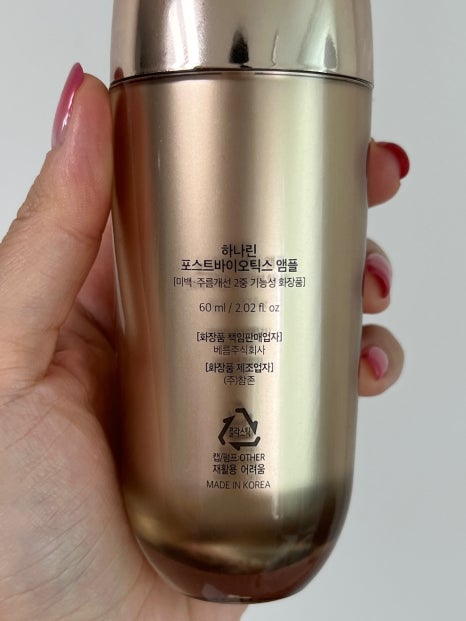 하나린
포스트바이오틱스 앰플
[미백·주름개선 2중 기능성 화장품]
60 ml / 2.02 fl. oz
[화장품 책임판매업자]
베름주식회사
[화장품 제조업자]
(주)참존
플라스틱
캡/펌프:OTHER
재활용 어려움
MADE IN KOREA